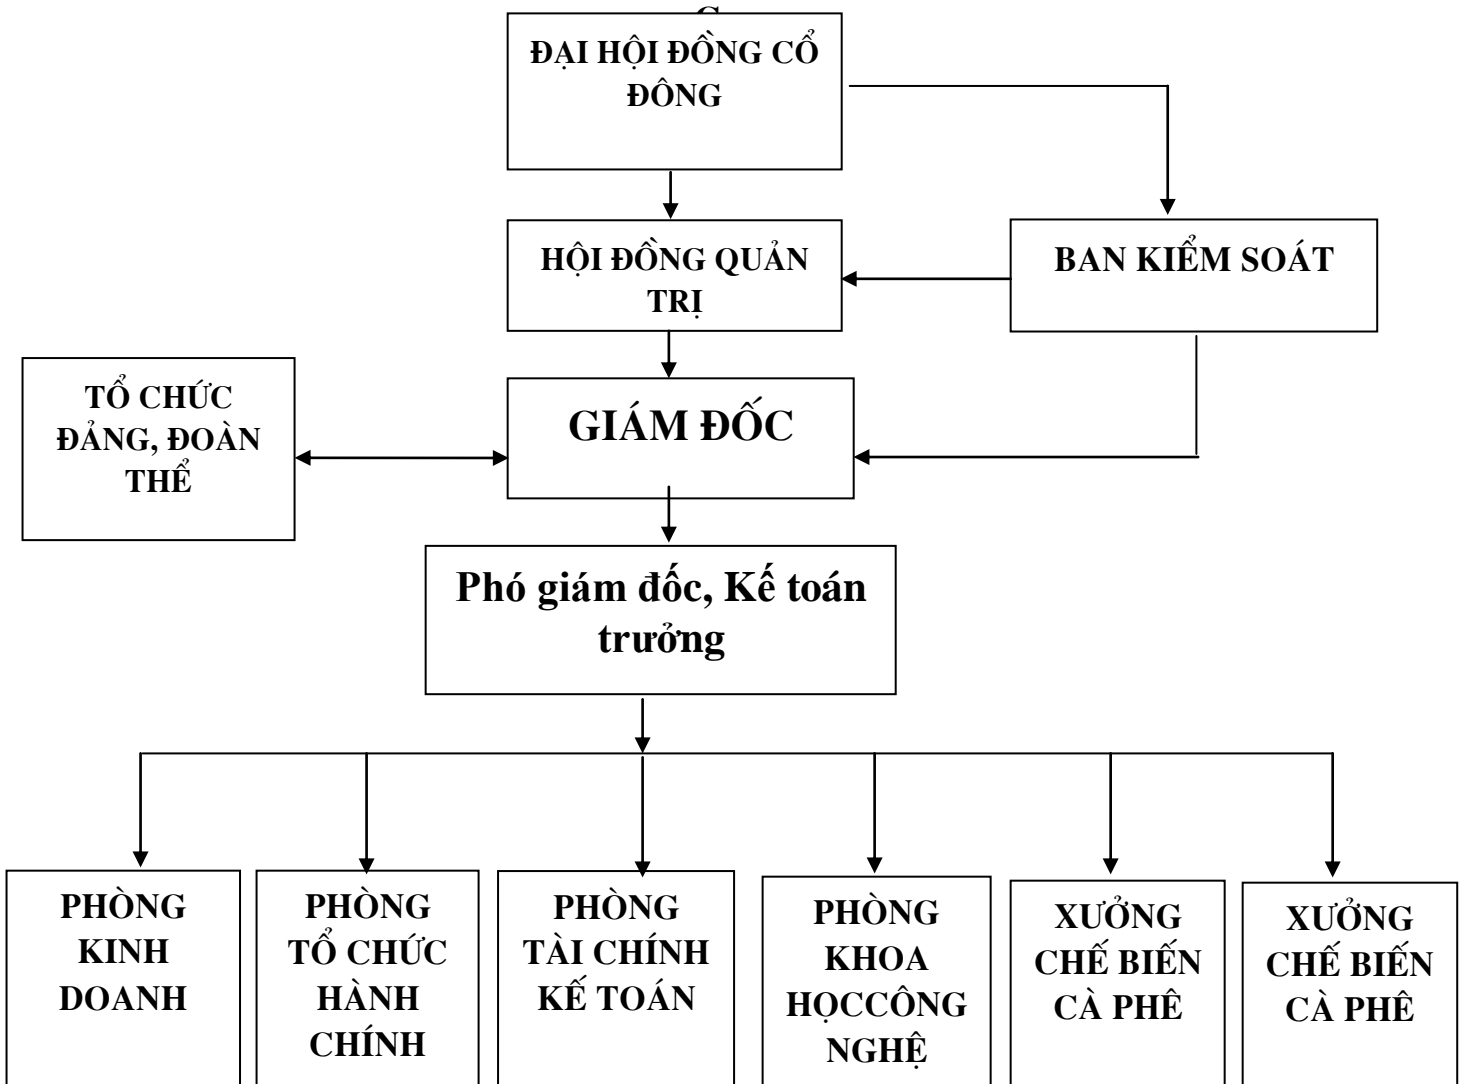 ĐẠI HỘI ĐỒNG CỔ
ĐÔNG
HỘI ĐỒNG QUẢN
TRỊ
BAN KIỂM SOÁT
TỔ CHỨC
ĐẢNG, ĐOÀN
THỂ
GIÁM ĐỐC
Phó giám đốc, Kế toán
trưởng
PHÒNG
KINH
DOANH
PHÒNG
TỔ CHỨC
HÀNH
CHÍNH
PHÒNG
TÀI CHÍNH
KẾ TOÁN
PHÒNG
KHOA
HỌCCÔNG
NGHỆ
XƯỞNG
CHẾ BIẾN
CÀ PHÊ
XƯỞNG
CHẾ BIẾN
CÀ PHÊ